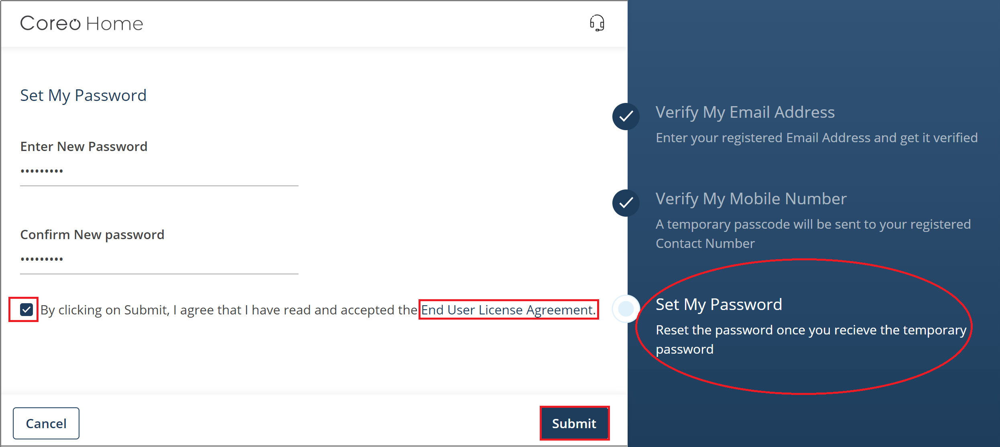 Coreo Home
Set My Password
Enter New Password
•••••••••
Confirm New password
•••••••••
By clicking on Submit, I agree that I have read and accepted the End User License Agreement.
Cancel
Submit
Verify My Email Address
Enter your registered Email Address and get it verified
Verify My Mobile Number
A temporary passcode will be sent to your registered
Contact Number
Set My Password
Reset the password once you recieve the temporary
password